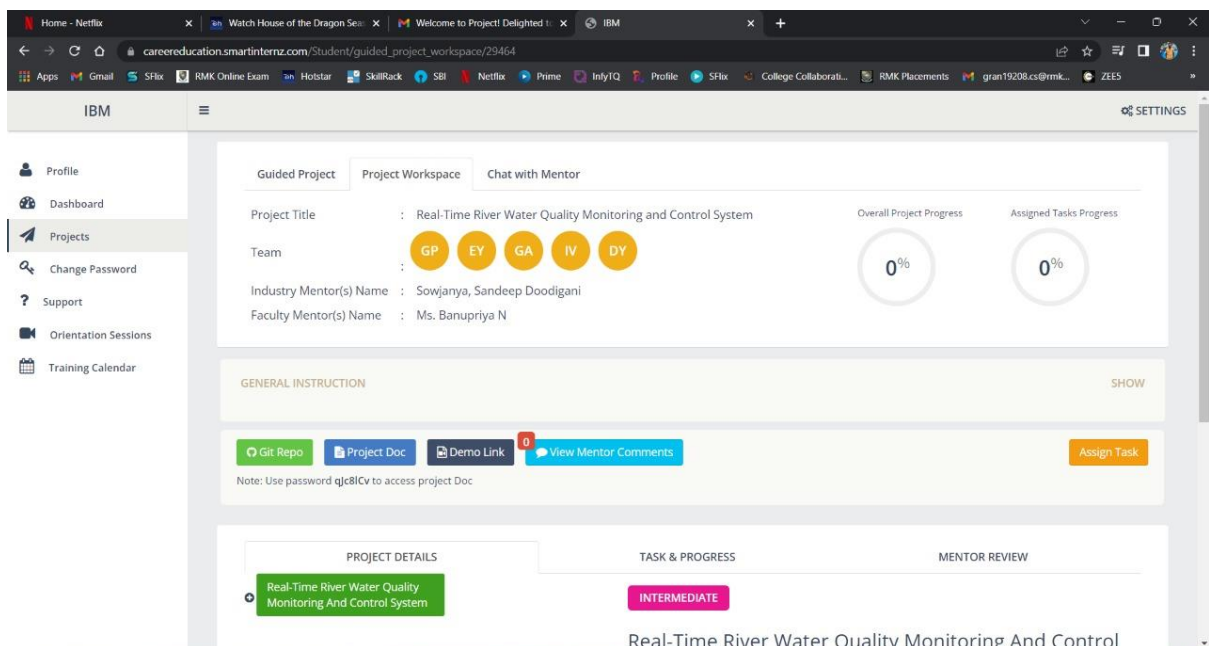 Home - Netflix
Watch House of the Dragon Sea
Welcome to Project! Delighted to
IBM
careereducation.smartinternz.com/Student/guided_project_workspace/29464
Apps Gmail SFlix RMK Online Exam Hotstar SkillRack SBI Netflix Prime InfyTQ Profile SFlix College Collaborati... RMK Placements gran19208.cs@rmk... ZEE5 »
IBM
SETTINGS
Profile
Dashboard
Projects
Change Password
Support
Orientation Sessions
Training Calendar
Guided Project Project Workspace Chat with Mentor
Project Title : Real-Time River Water Quality Monitoring and Control System
Team : GP EY GA IV DY
Industry Mentor(s) Name : Sowjanya, Sandeep Doodigani
Faculty Mentor(s) Name : Ms. Banupriya N
Overall Project Progress
0%
Assigned Tasks Progress
0%
GENERAL INSTRUCTION SHOW
Git Repo Project Doc Demo Link 0 View Mentor Comments Assign Task
Note: Use password qJc8lCv to access project Doc
PROJECT DETAILS TASK & PROGRESS MENTOR REVIEW
Real-Time River Water Quality
Monitoring And Control System
INTERMEDIATE
Real-Time River Water Quality Monitoring And Control